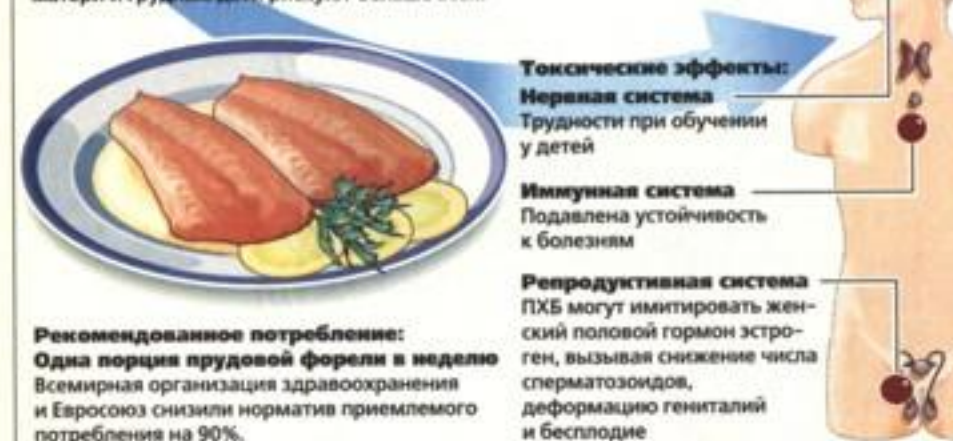 Токсические эффекты:
Нервная система
Трудности при обучении
у детей
Иммунная система
Подавлена устойчивость
к болезням
Репродуктивная система
ПХБ могут имитировать жен-
ский половой гормон эстро-
ген, вызывая снижение числа
сперматозоидов,
деформацию гениталий
и бесплодие
Рекомендованное потребление:
Одна порция прудовой форели в неделю
Всемирная организация здравоохранения
и Евросоюз снизили норматив приемлемого
потребления на 90%.